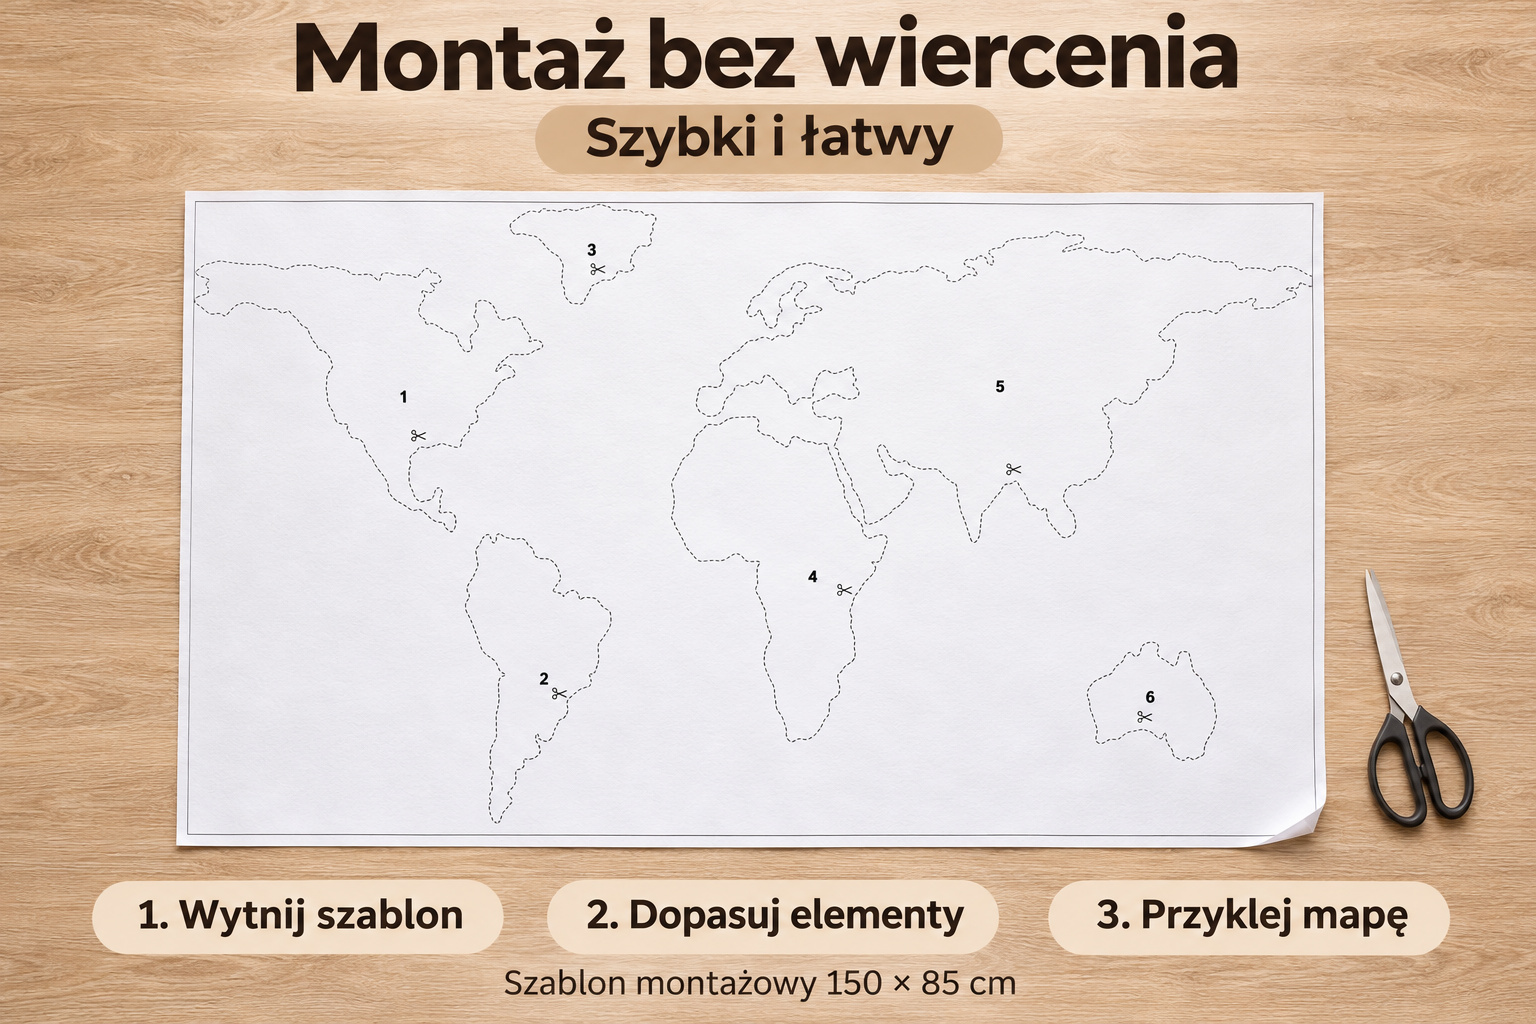 Montaż bez wiercenia
Szybki i łatwy
3
1
5
4
2
6
1. Wytnij szablon
2. Dopasuj elementy
3. Przyklej mapę
Szablon montażowy 150 × 85 cm